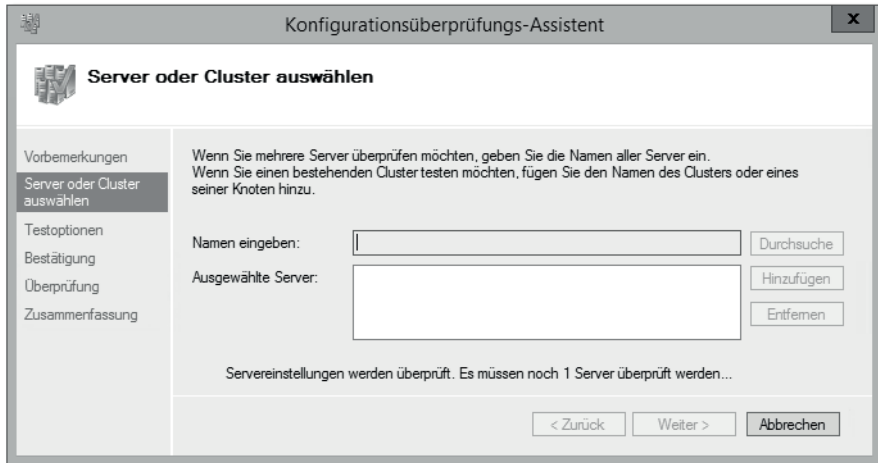 Konfigurationsüberprüfungs-Assistent
x
Server oder Cluster auswählen
Vorbemerkungen
Server oder Cluster
auswählen
Testoptionen
Bestätigung
Überprüfung
Zusammenfassung
Wenn Sie mehrere Server überprüfen möchten, geben Sie die Namen aller Server ein.
Wenn Sie einen bestehenden Cluster testen möchten, fügen Sie den Namen des Clusters oder eines
seiner Knoten hinzu.
Namen eingeben:
Durchsuche
Ausgewählte Server:
Hinzufügen
Entfernen
Servereinstellungen werden überprüft. Es müssen noch 1 Server überprüft werden...
< Zurück
Weiter >
Abbrechen